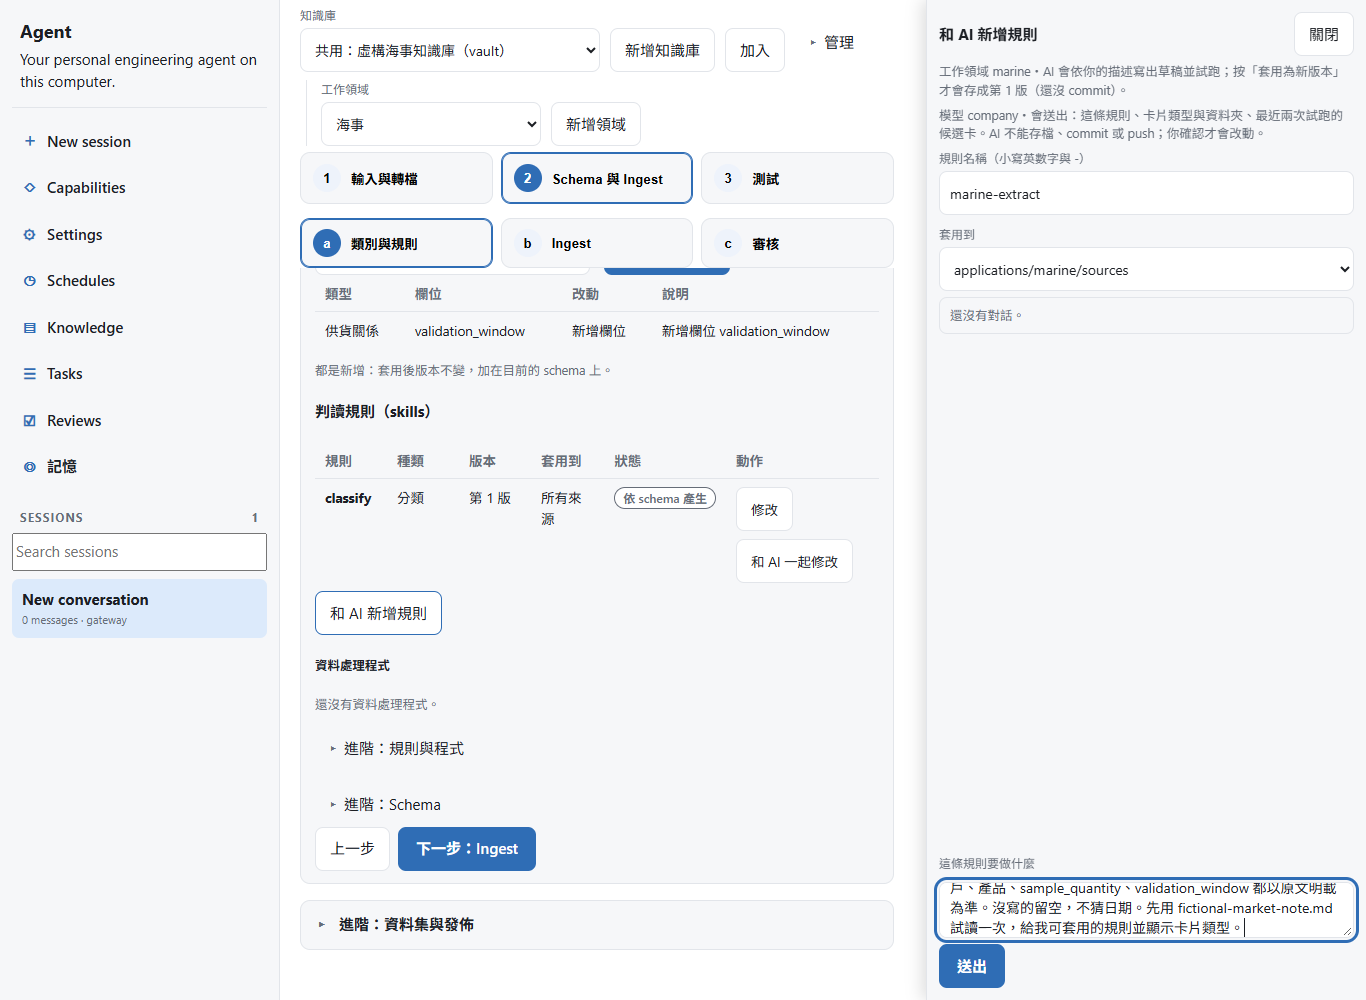 Agent
Your personal engineering agent on
this computer.
New session
Capabilities
Settings
Schedules
Knowledge
Tasks
Reviews
記憶
SESSIONS 1
Search sessions
New conversation
0 messages · gateway
知識庫
共用：虛構海事知識庫（vault）
新增知識庫
加入
管理
工作領域
海事
新增領域
1 輸入與轉檔
2 Schema 與 Ingest
3 測試
a 類別與規則
b Ingest
c 審核
類型 欄位 改動 說明
供貨關係 validation_window 新增欄位 新增欄位 validation_window
都是新增：套用後版本不變，加在目前的 schema 上。
判讀規則（skills）
規則 種類 版本 套用到 狀態 動作
classify 分類 第 1 版 所有來 依 schema 產生 修改
源
和 AI 一起修改
和 AI 新增規則
資料處理程式
還沒有資料處理程式。
進階：規則與程式
進階：Schema
上一步
下一步：Ingest
進階：資料集與發佈
和 AI 新增規則
關閉
工作領域 marine・AI 會依你的描述寫出草稿並試跑；按「套用為新版本」
才會存成第 1 版（還沒 commit）。
模型 company・會送出：這條規則、卡片類型與資料夾、最近兩次試跑的
候選卡。AI 不能存檔、commit 或 push；你確認才會改動。
規則名稱（小寫英數字與 -）
marine-extract
套用到
applications/marine/sources
還沒有對話。
這條規則要做什麼
戶、產品、sample_quantity、validation_window 都以原文明載
為準。沒寫的留空，不猜日期。先用 fictional-market-note.md
試讀一次，給我可套用的規則並顯示卡片類型。
送出